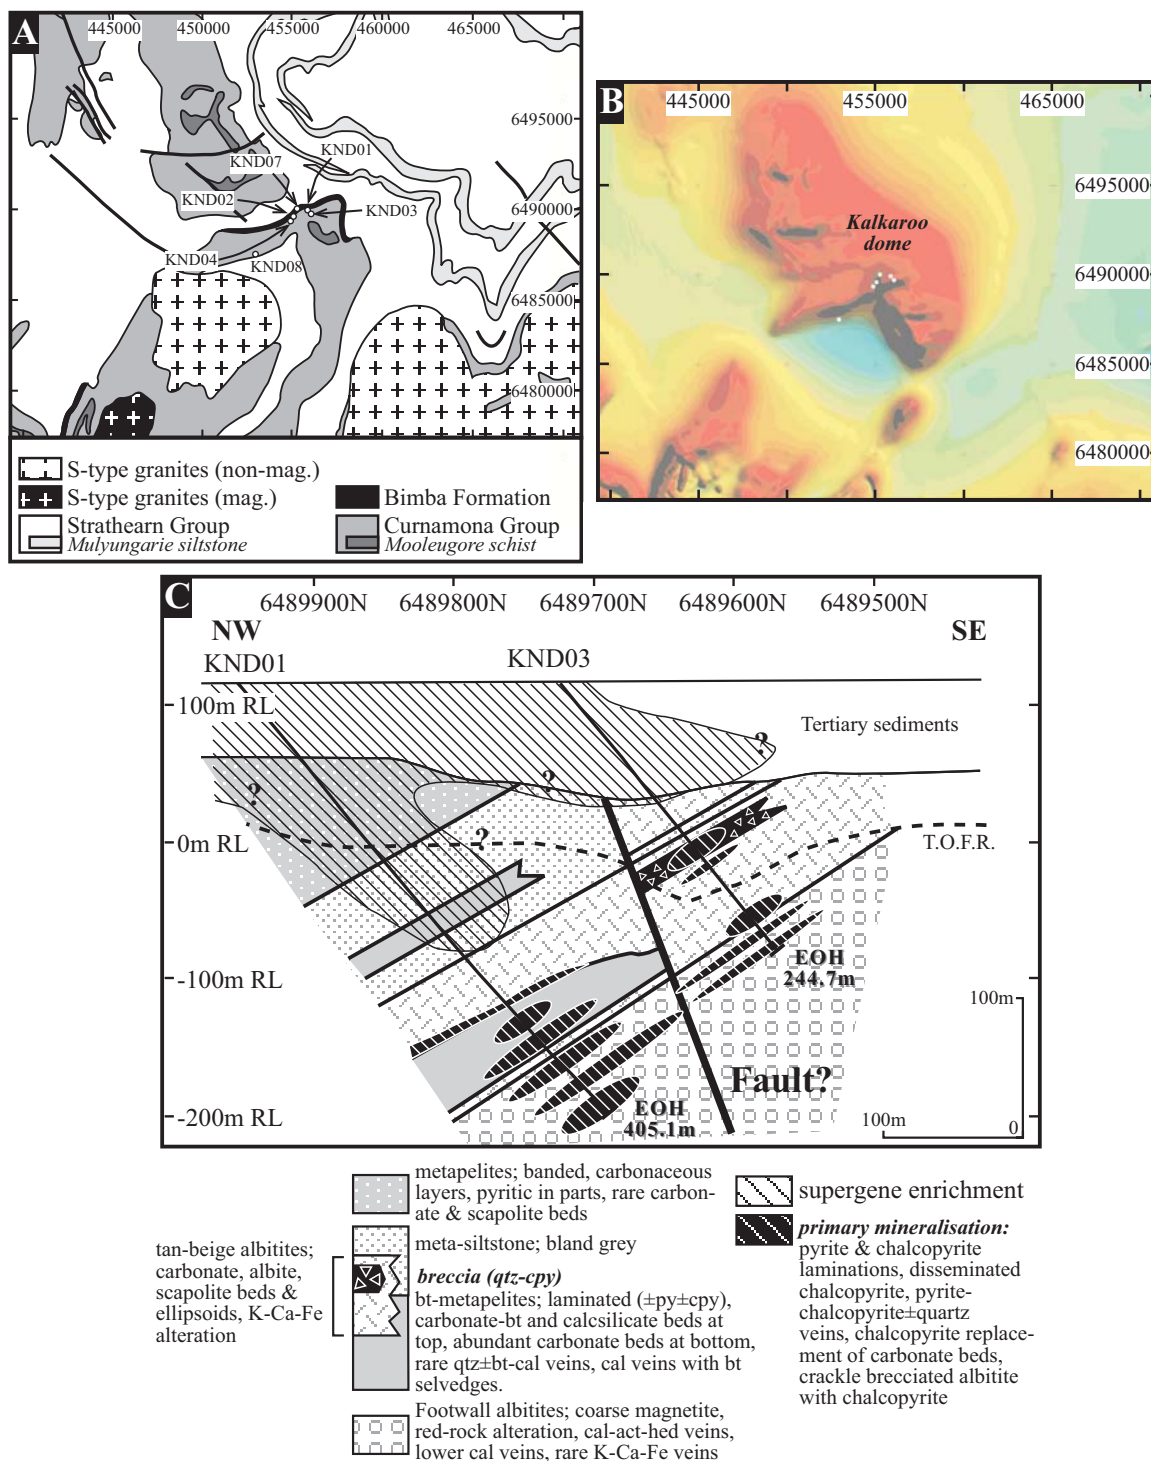 A
445000 450000 455000 460000 465000
6495000
KND07
KND01
KND02
KND03
6490000
KND04
KND08
6485000
6480000
S-type granites (non-mag.)
S-type granites (mag.)
Bimba Formation
Strathearn Group
Curnamona Group
Mulyungarie siltstone
Mooleugore schist
B
445000 455000 465000
6495000
Kalkaroo
dome
6490000
6485000
6480000
C
6489900N 6489800N 6489700N 6489600N 6489500N
NW
SE
KND01
KND03
100m RL
Tertiary sediments
?
?
?
?
0m RL
T.O.F.R.
-100m RL
EOH
244.7m
100m
Fault?
-200m RL
EOH
405.1m
100m
0
metapelites; banded, carbonaceous
layers, pyritic in parts, rare carbon-
ate & scapolite beds
meta-siltstone; bland grey
tan-beige albitites;
carbonate, albite,
scapolite beds &
ellipsoids, K-Ca-Fe
alteration
breccia (qtz-cpy)
bt-metapelites; laminated (±py±cpy),
carbonate-bt and calcsilicate beds at
top, abundant carbonate beds at bottom,
rare qtz±bt-cal veins, cal veins with bt
selvedges.
Footwall albitites; coarse magnetite,
red-rock alteration, cal-act-hed veins,
lower cal veins, rare K-Ca-Fe veins
supergene enrichment
primary mineralisation:
pyrite & chalcopyrite
laminations, disseminated
chalcopyrite, pyrite-
chalcopyrite±quartz
veins, chalcopyrite replace-
ment of carbonate beds,
crackle brecciated albitite
with chalcopyrite